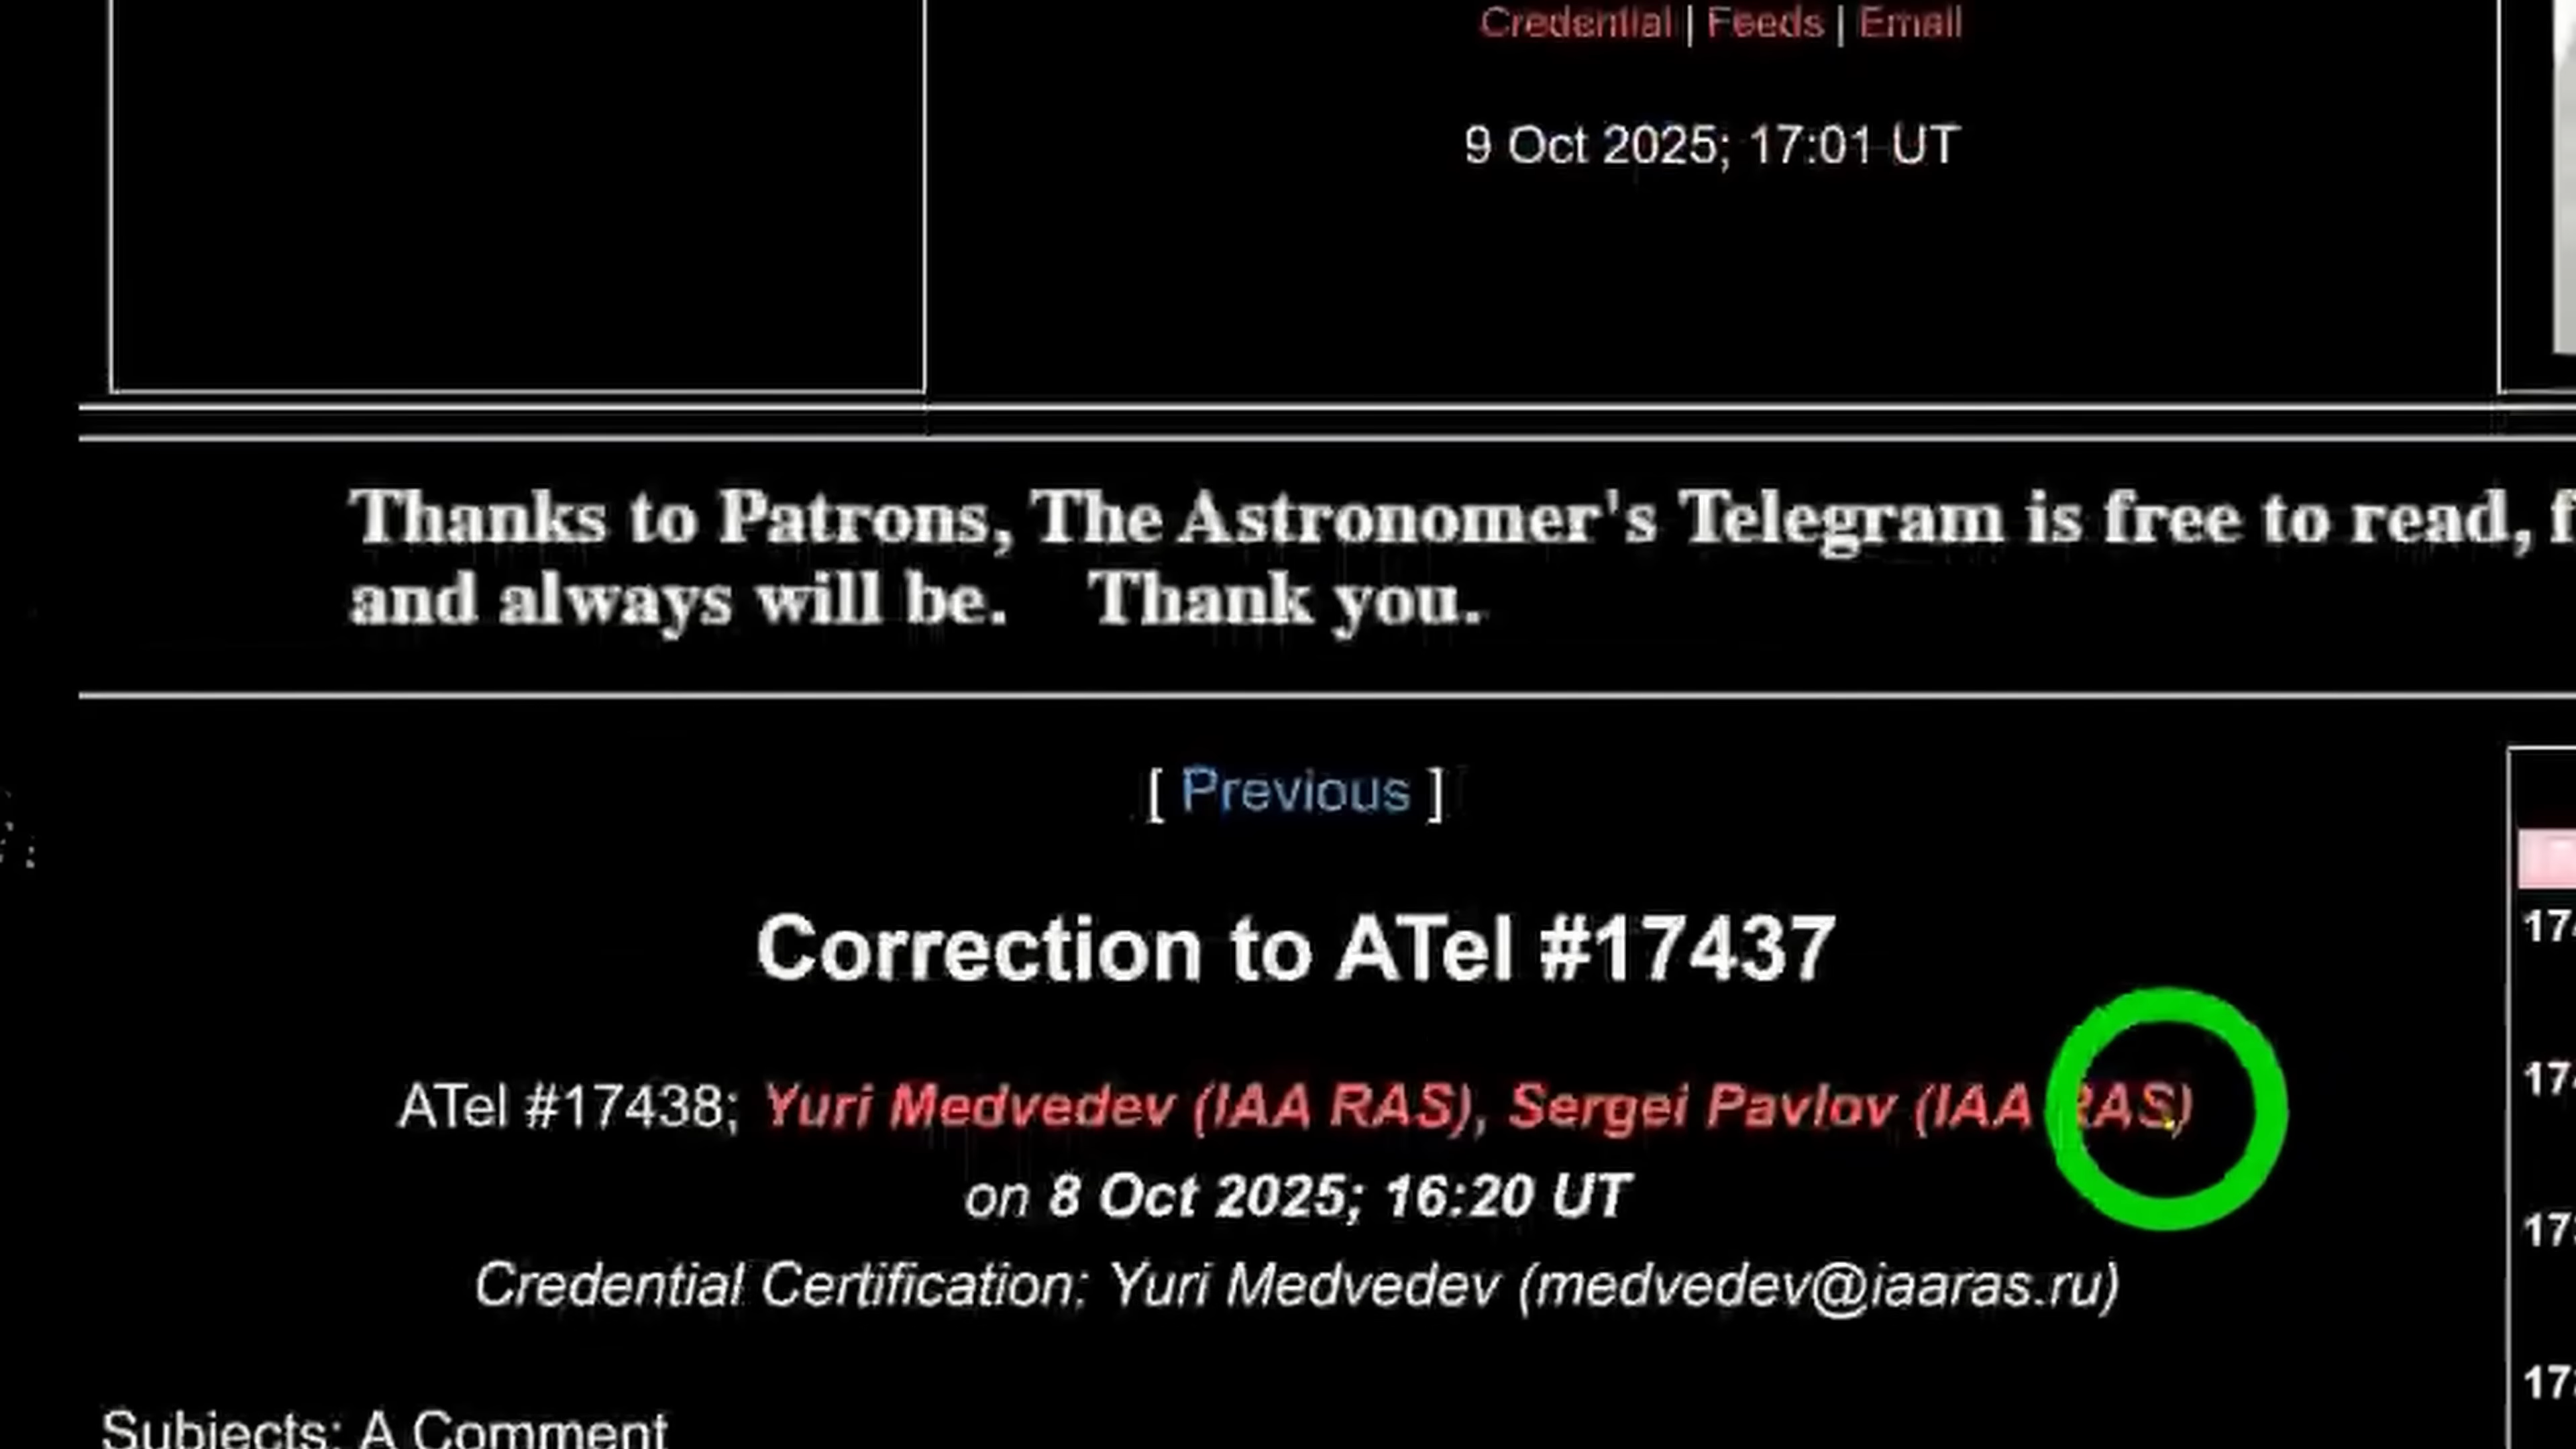 Credential | Feeds | Email
9 Oct 2025; 17:01 UT
Thanks to Patrons, The Astronomer's Telegram is free to read, f
and always will be. Thank you.
[ Previous ]
Correction to ATel #17437
ATel #17438; Yuri Medvedev (IAA RAS), Sergei Pavlov (IAA RAS)
on 8 Oct 2025; 16:20 UT
Credential Certification: Yuri Medvedev (medvedev@iaaras.ru)
Subjects: A Comment